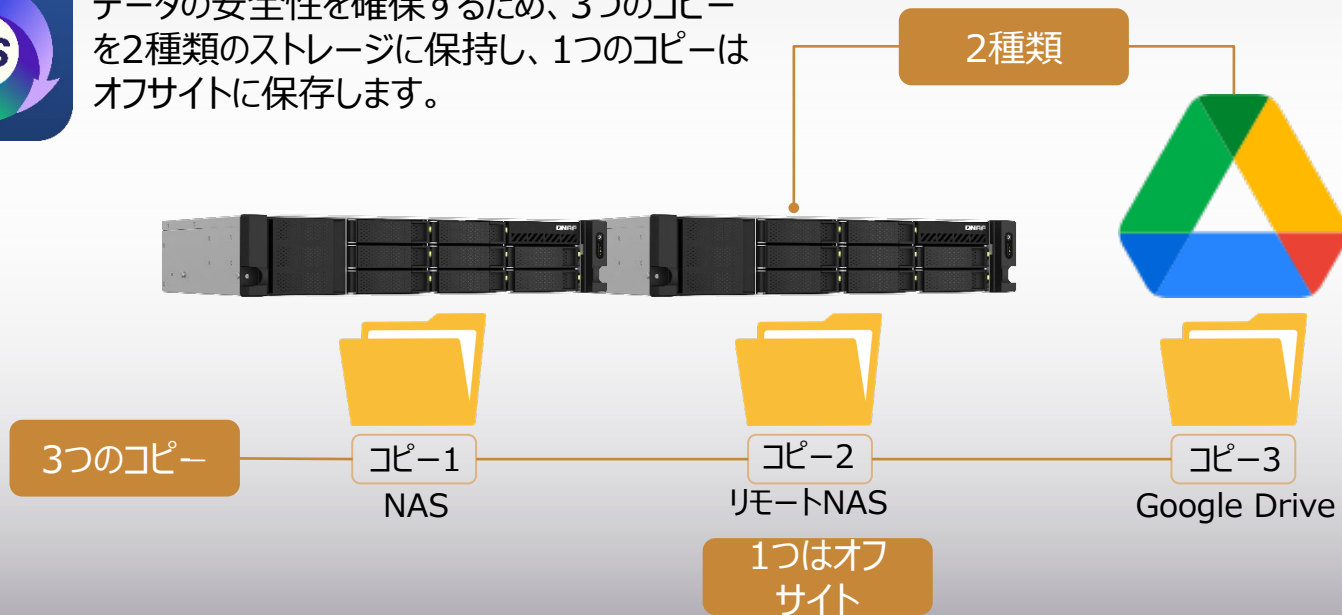 データの安全性を確保するため、3つのコピー
を2種類のストレージに保持し、1つのコピーは
オフサイトに保存します。
S
2種類
QNAP
QNAP
3つのコピー
コピー1
コピー2
コピー3
NAS
リモートNAS
Google Drive
1つはオフ
サイト